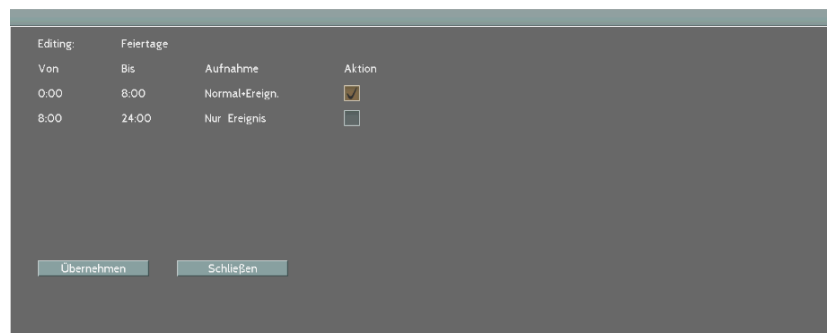 Editing: Feiertage
Von Bis Aufnahme Aktion
0:00 8:00 Normal+Ereign.
8:00 24:00 Nur Ereignis
Übernehmen Schließen